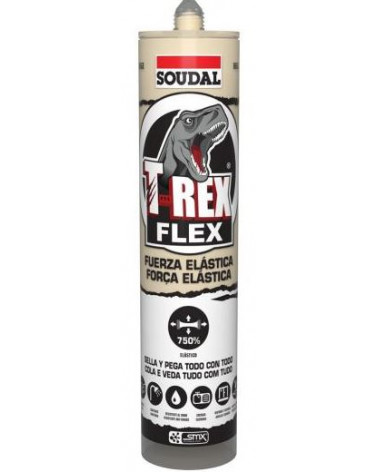 SOUDAL
T-REX®
FLEX
FUERZA ELÁSTICA
FORÇA ELÁSTICA
750%
ELÁSTICO
SELLA Y PEGA TODO CON TODO
COLA E VEDA TUDO COM TUDO
SMX